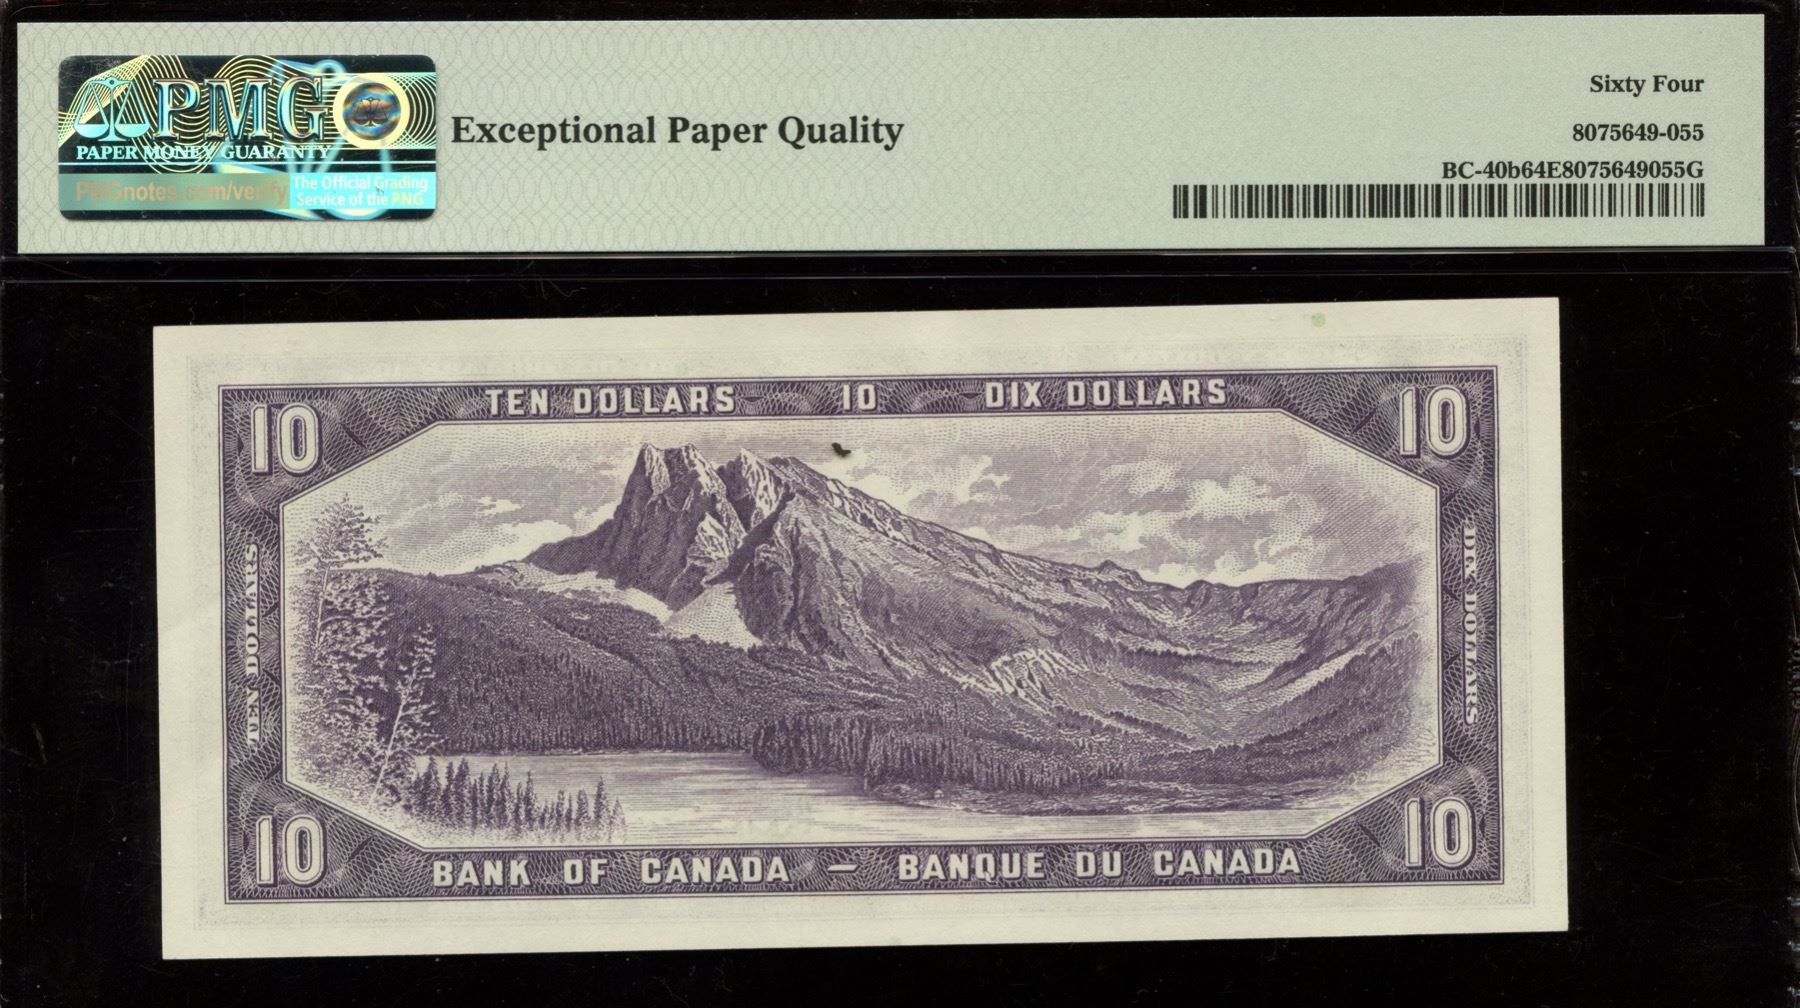 PMG
PAPER MONEY GUARANTY
PMGnotes.com/verify
The Official Grading
Service of the PNG
Exceptional Paper Quality
Sixty Four
8075649-055
BC-40b64E8075649055G
TEN DOLLARS 10 DIX DOLLARS
10
10
TEN DOLLARS
DIX DOLLARS
10
10
BANK OF CANADA — BANQUE DU CANADA